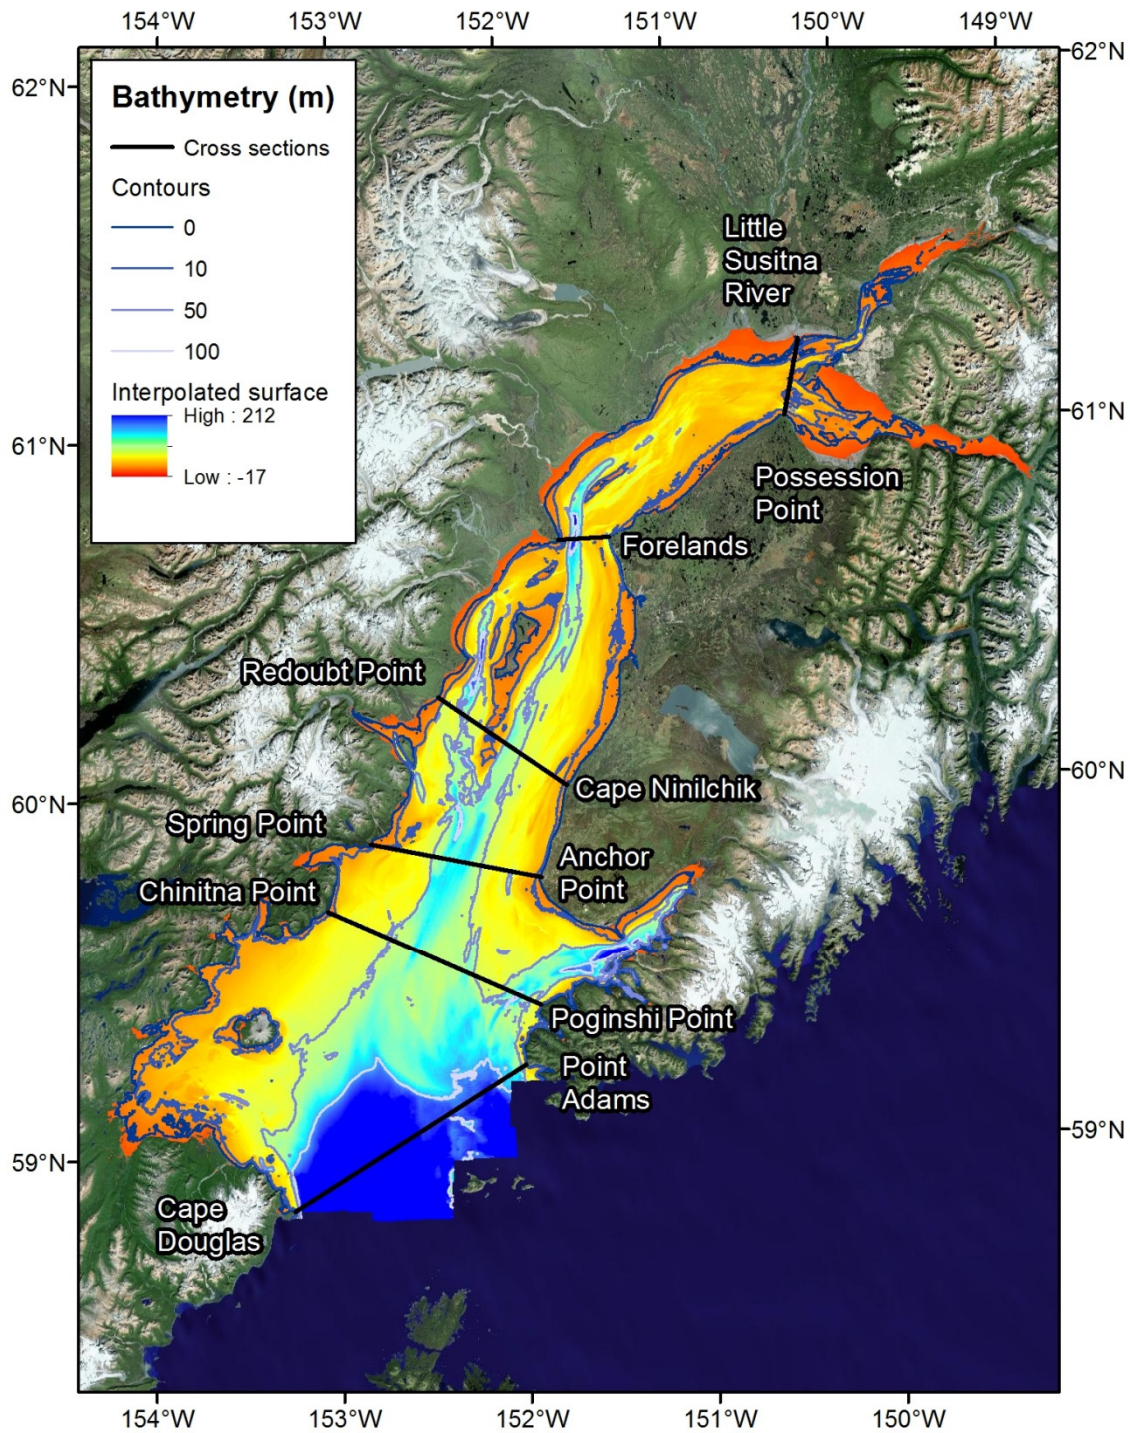 154°W 153°W 152°W 151°W 150°W 149°W
62°N
62°N
Bathymetry (m)
Cross sections
Contours
0
10
50
100
Interpolated surface
High : 212
Low : -17
Little
Susitna
River
61°N
61°N
Possession
Point
Forelands
Redoubt Point
60°N
Cape Ninilchik
60°N
Spring Point
Anchor
Point
Chinitna Point
Poginshi Point
Point
Adams
59°N
59°N
Cape
Douglas
154°W 153°W 152°W 151°W 150°W